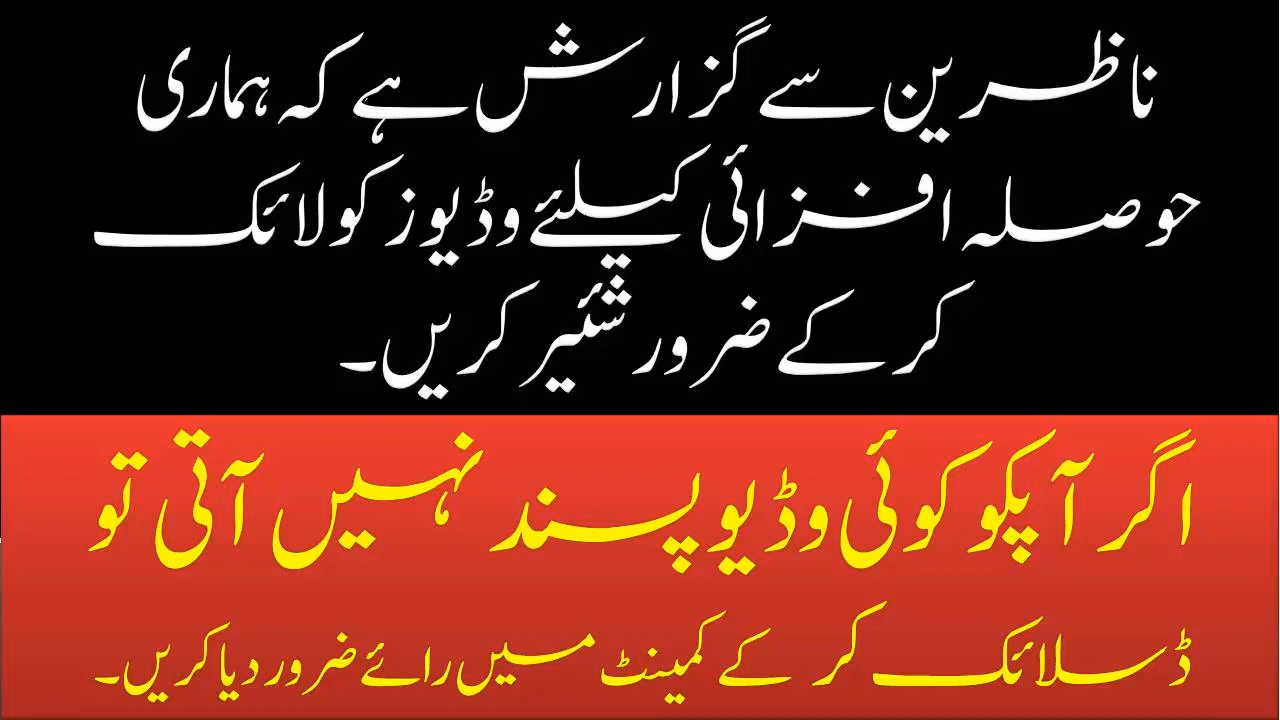 ناظرین سے گزارش ہے کہ ہماری
حوصلہ افزائی کیلئے وڈیوز کو لائک
کر کے ضرور شئیر کریں۔
اگر آپکو کوئی وڈیو پسند نہیں آتی تو
ڈسلائک کر کے کمینٹ میں رائے ضرور دیا کریں۔